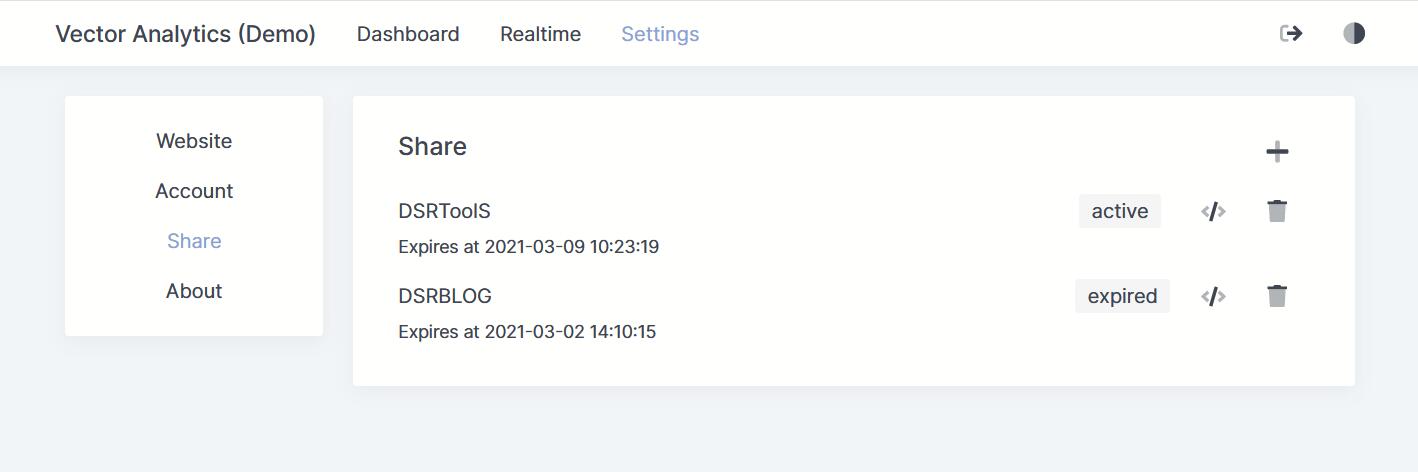 Vector Analytics (Demo) Dashboard Realtime Settings
Website
Account
Share
About
Share
DSRToolS active
Expires at 2021-03-09 10:23:19
DSRBLOG expired
Expires at 2021-03-02 14:10:15